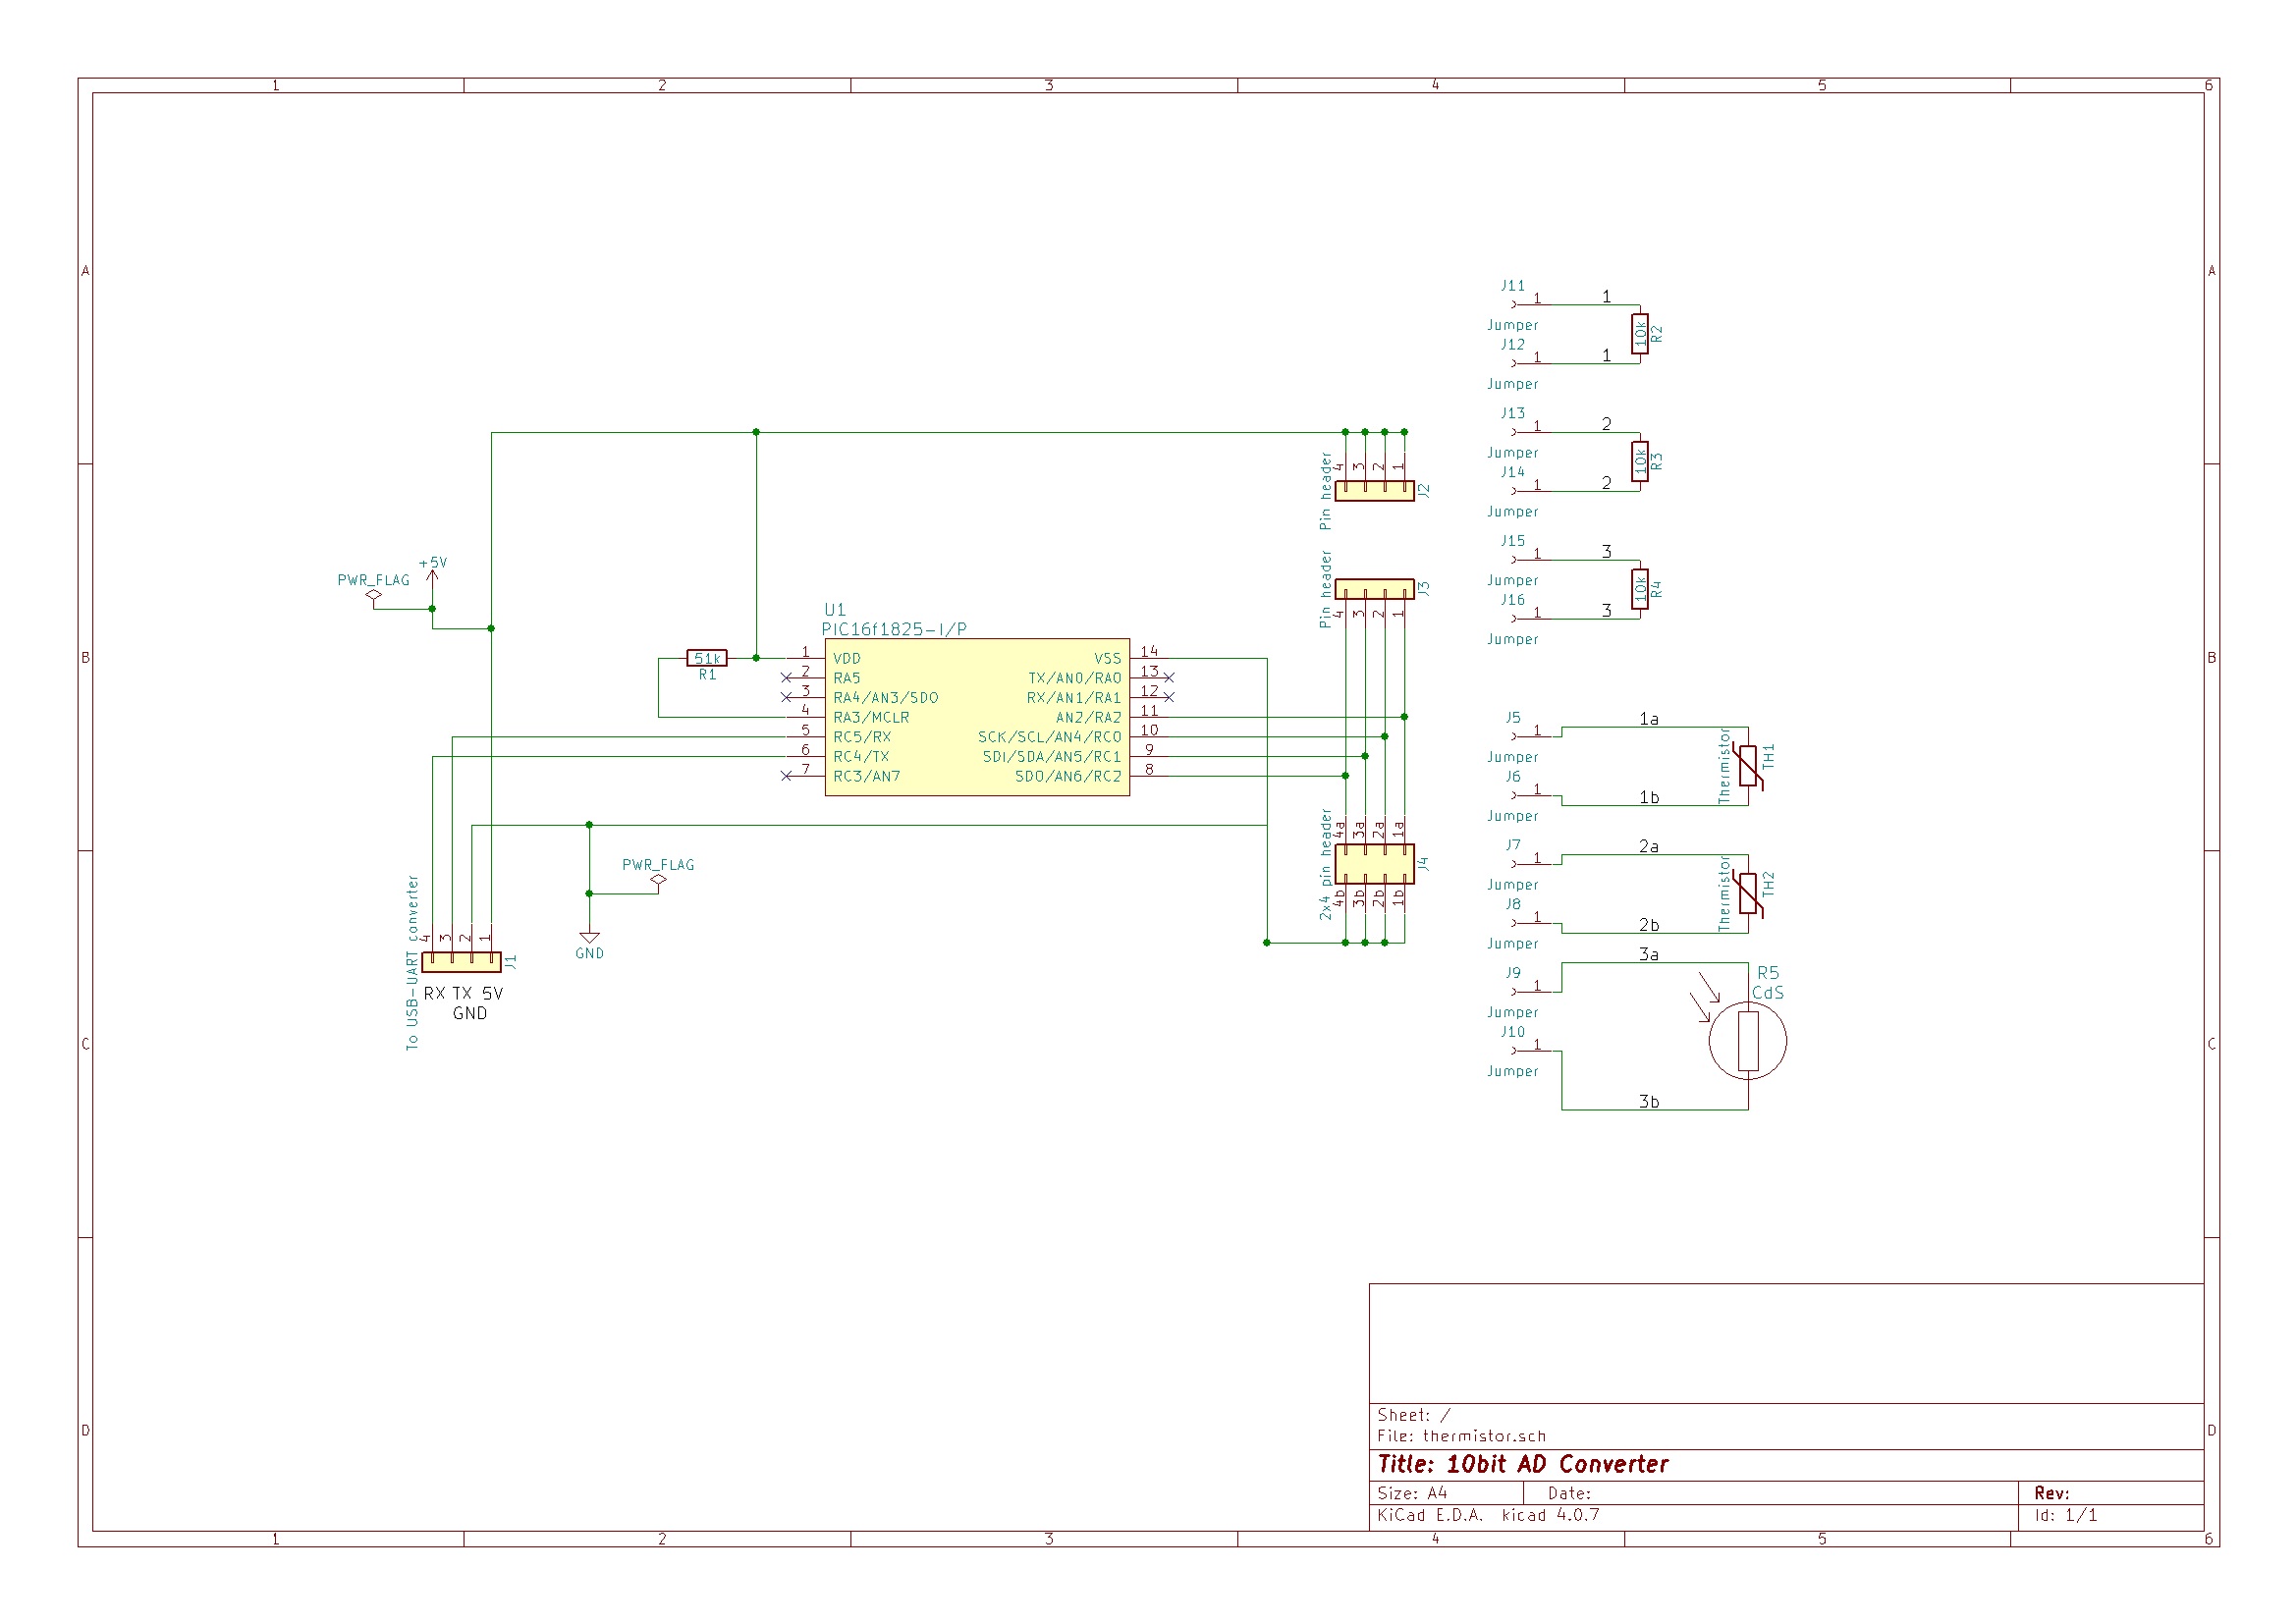 1 2 3 4 5 6
A A
J11
1 1
Jumper
J12
1 1
Jumper
10k
R2
J13
1 2
Jumper
J14
1 2
Jumper
10k
R3
J15
1 3
Jumper
J16
1 3
Jumper
10k
R4
Pin header
4 3 2 1
J2
Pin header
4 3 2 1
J3
+5V
PWR_FLAG
B B
U1
PIC16f1825-I/P
51k
R1
1 VDD VSS 14
2 RA5 TX/AN0/RA0 13
3 RA4/AN3/SDO RX/AN1/RA1 12
4 RA3/MCLR AN2/RA2 11
5 RC5/RX SCK/SCL/AN4/RC0 10
6 RC4/TX SDI/SDA/AN5/RC1 9
7 RC3/AN7 SDO/AN6/RC2 8
2x4 pin header
4a 3a 2a 1a
4b 3b 2b 1b
J4
J5
1 1a
Jumper
J6
1 1b
Jumper
Thermistor
TH1
J7
1 2a
Jumper
J8
1 2b
Jumper
Thermistor
TH2
J9
1 3a
Jumper
J10
1 3b
Jumper
R5
CdS
PWR_FLAG
GND
To USB-UART converter
4 3 2 1
J1
RX TX 5V
GND
C C
D D
Sheet: /
File: thermistor.sch
Title: 10bit AD Converter
Size: A4 Date: Rev:
KiCad E.D.A. kicad 4.0.7 Id: 1/1
1 2 3 4 5 6